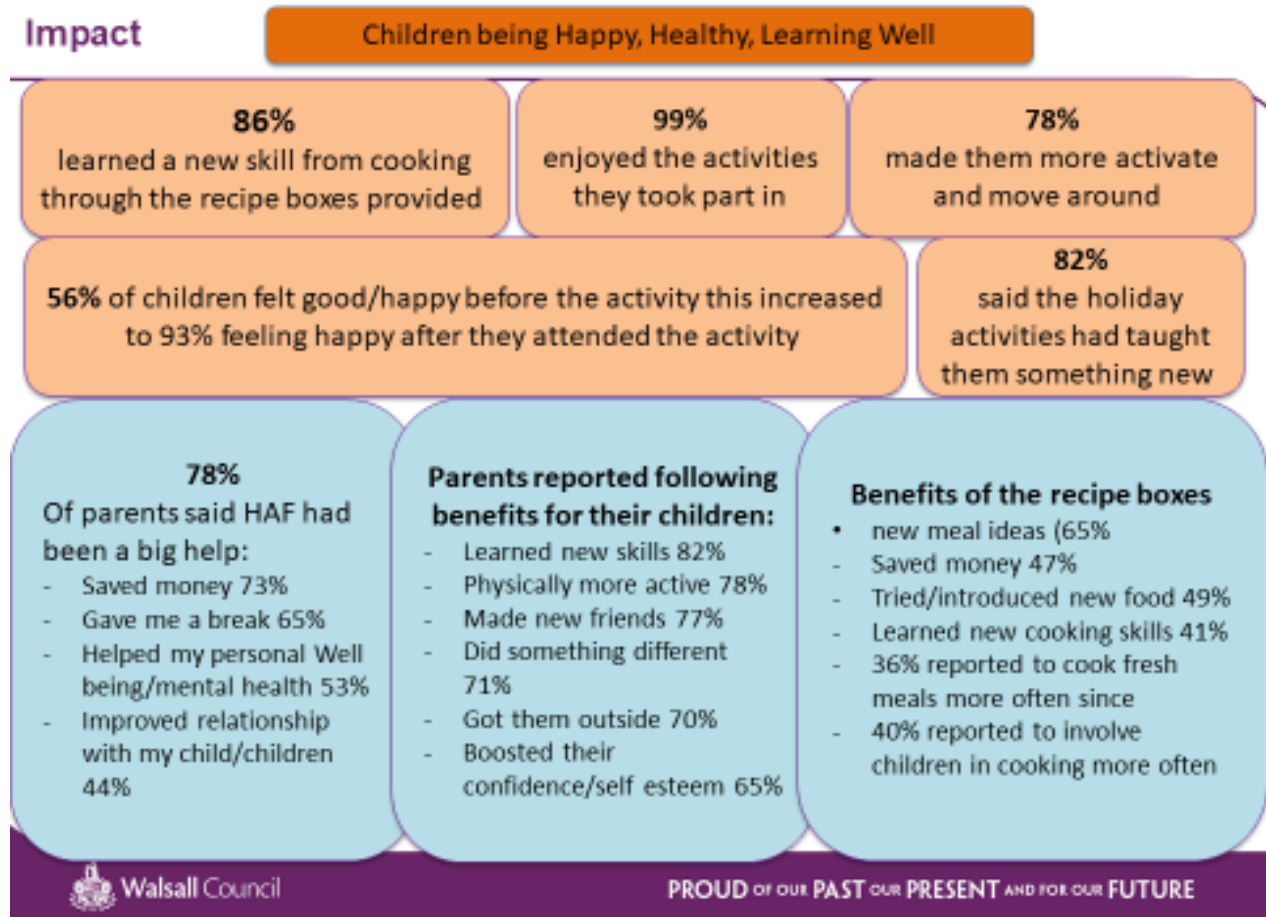 Impact
Children being Happy, Healthy, Learning Well
86%
learned a new skill from cooking
through the recipe boxes provided
99%
enjoyed the activities
they took part in
78%
made them more activate
and move around
56% of children felt good/happy before the activity this increased
to 93% feeling happy after they attended the activity
82%
said the holiday
activities had taught
them something new
78%
Of parents said HAF had
been a big help:
- Saved money 73%
- Gave me a break 65%
- Helped my personal Well
being/mental health 53%
- Improved relationship
with my child/children
44%
Parents reported following
benefits for their children:
- Learned new skills 82%
- Physically more active 78%
- Made new friends 77%
- Did something different
71%
- Got them outside 70%
- Boosted their
confidence/self esteem 65%
Benefits of the recipe boxes
• new meal ideas (65%
- Saved money 47%
- Tried/introduced new food 49%
- Learned new cooking skills 41%
- 36% reported to cook fresh
meals more often since
- 40% reported to involve
children in cooking more often
Walsall Council
PROUD OF OUR PAST OUR PRESENT AND FOR OUR FUTURE